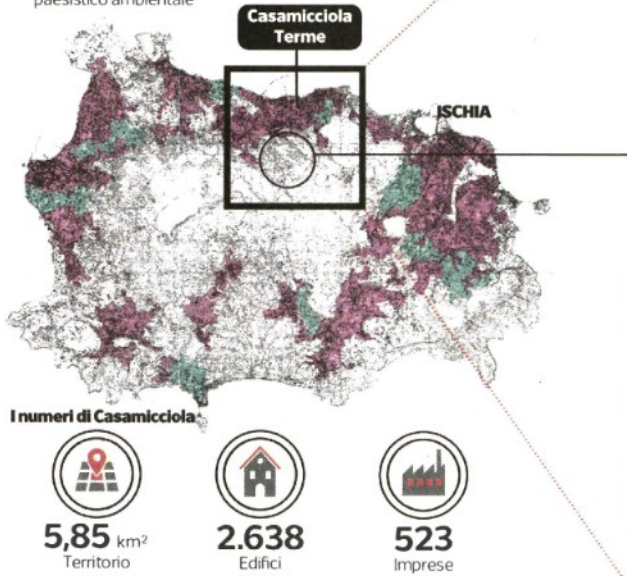 paesistico ambientale
Casamicciola
Terme
ISCHIA
I numeri di Casamicciola
5,85 km²
Territorio
2.638
Edifici
523
Imprese